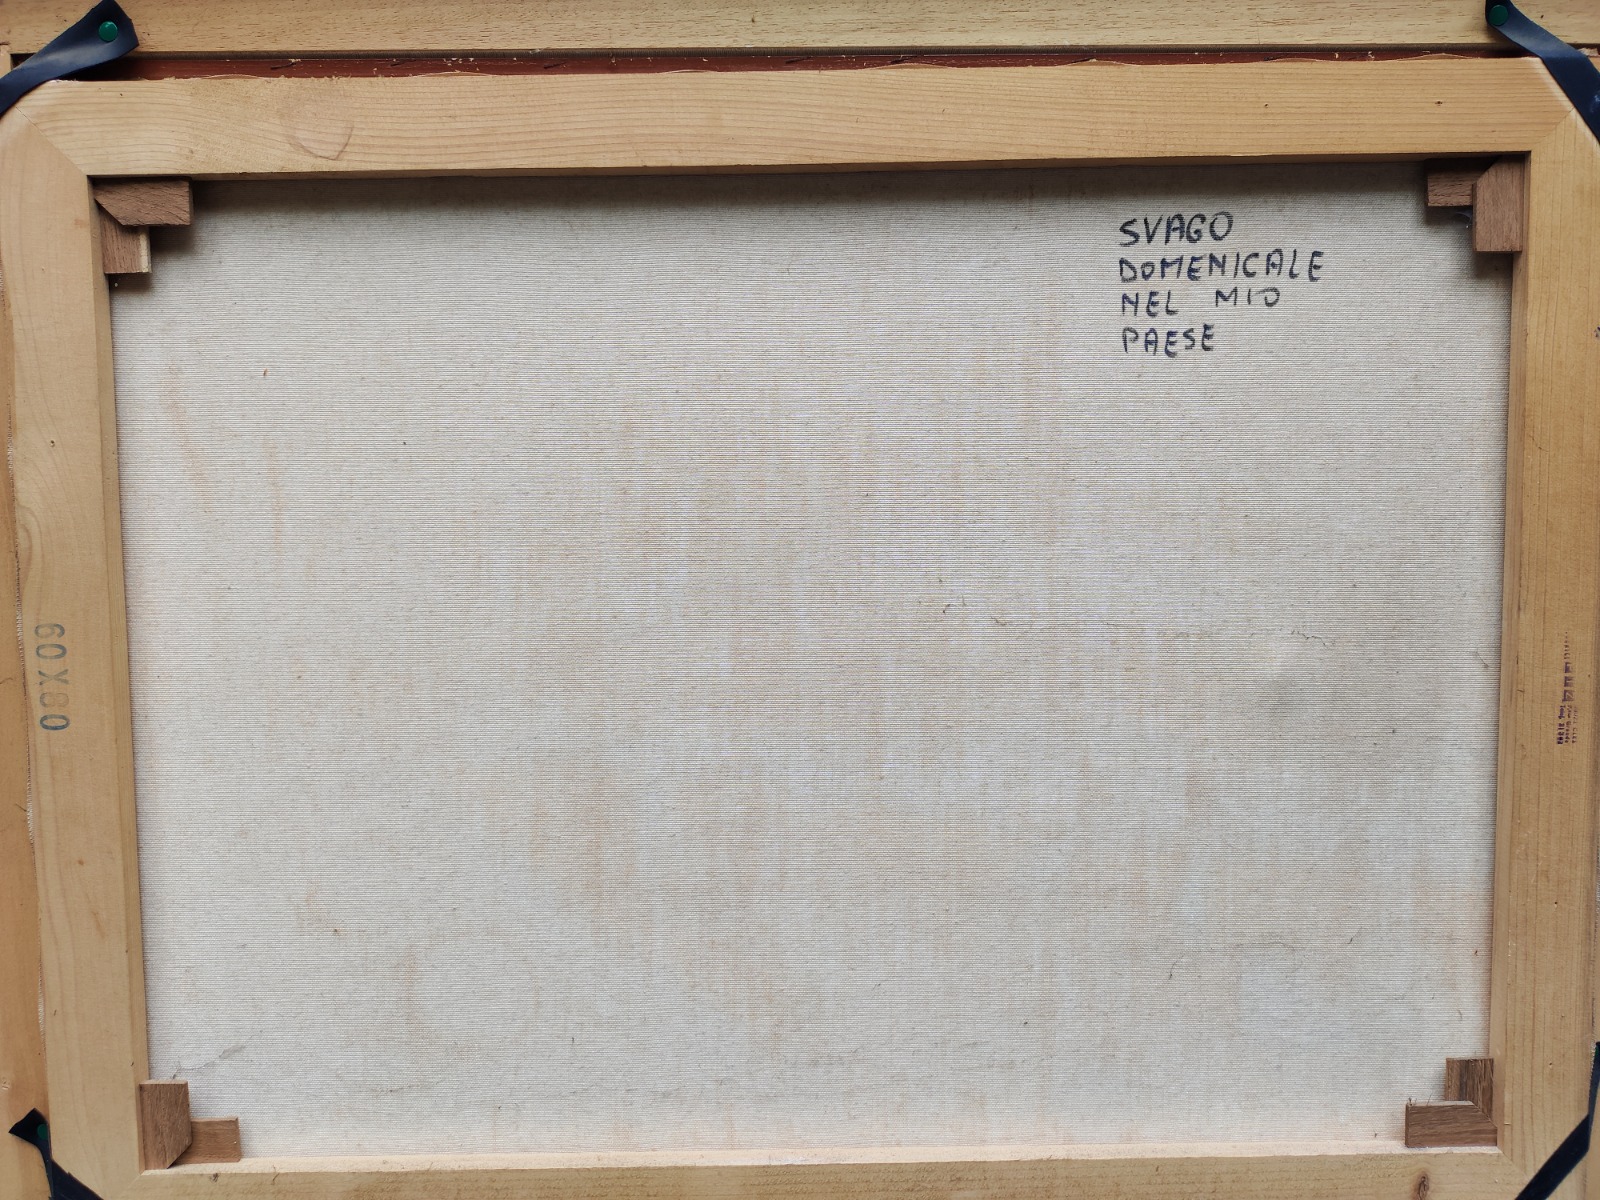 SVAGO
DOMENICALE
NEL MIO
PAESE
60X80